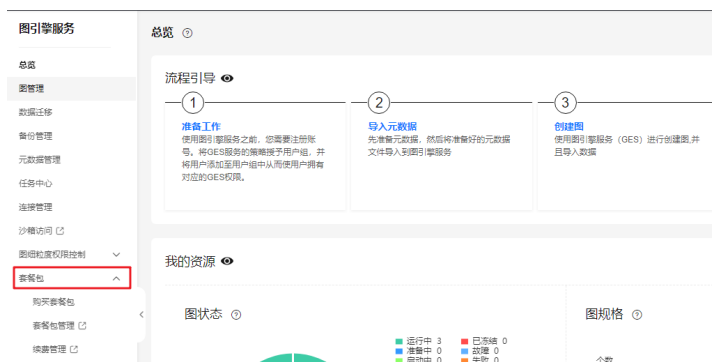 图引擎服务
总览
图管理
数据迁移
备份管理
元数据管理
任务中心
连接管理
沙箱访问
图细粒度权限控制
套餐包
购买套餐包
套餐包管理
续费管理
总览
流程引导
1
准备工作
使用图引擎服务之前，您需要注册账
号。将GES服务的策略授予用户组，并
将用户添加至用户组中从而使用户拥有
对应的GES权限。
2
导入元数据
先准备元数据，然后将准备好的元数据
文件导入到图引擎服务
3
创建图
使用图引擎服务（GES）进行创建图,并
且导入数据
我的资源
图状态
运行中 3
已冻结 0
准备中 0
故障 0
启动中 0
失败 0
图规格
个数